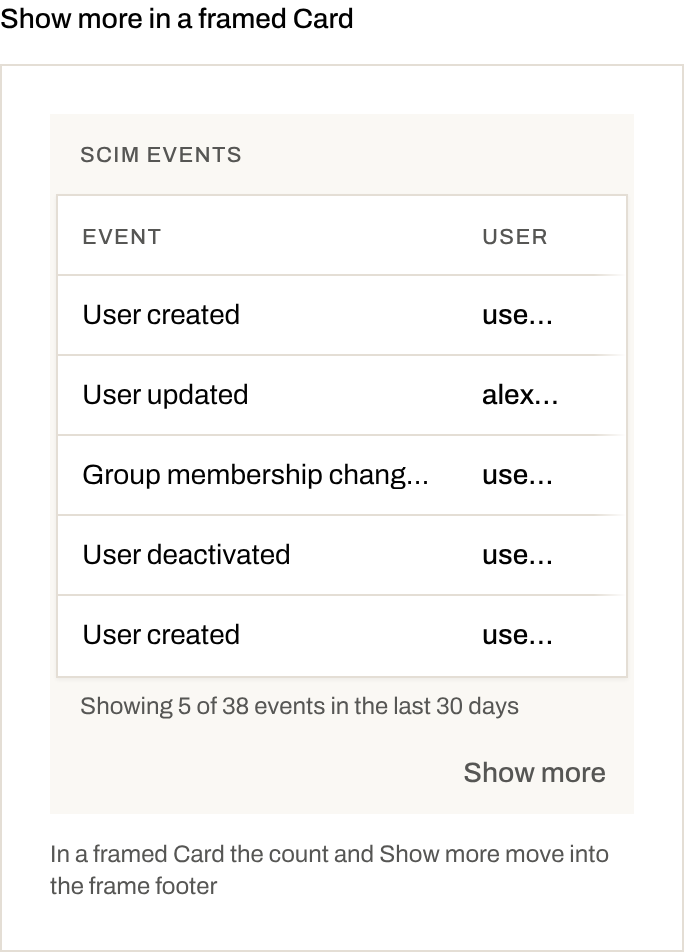 Show more in a framed Card
SCIM EVENTS
EVENT USER
User created use...
User updated alex...
Group membership chang... use...
User deactivated use...
User created use...
Showing 5 of 38 events in the last 30 days
Show more
In a framed Card the count and Show more move into
the frame footer